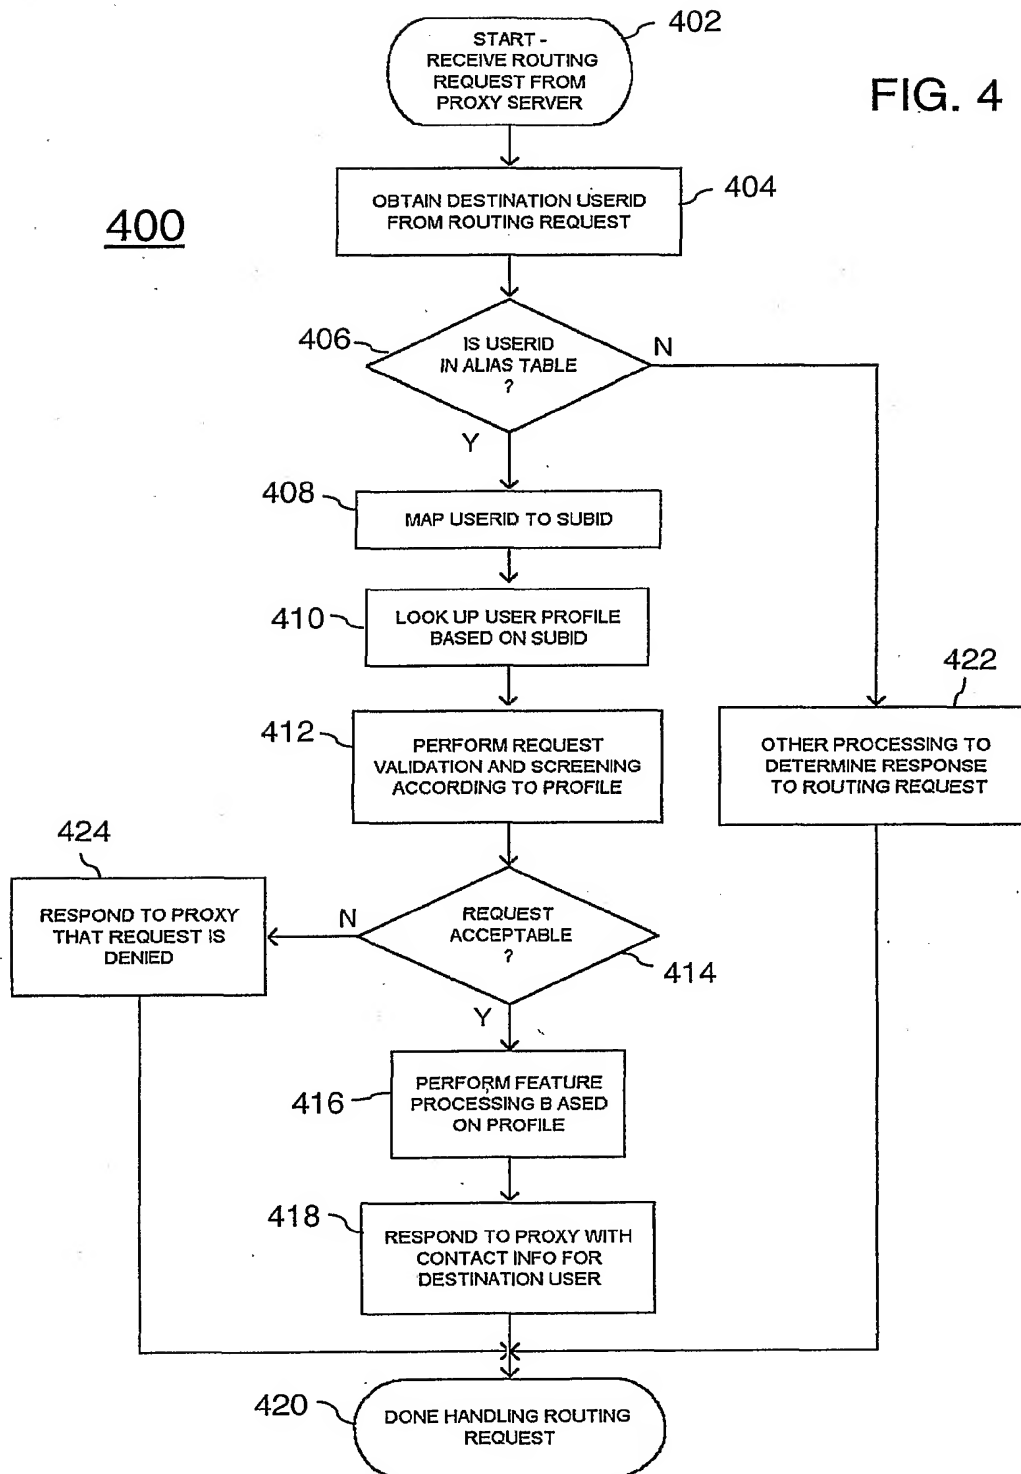 402
START -
RECEIVE ROUTING
REQUEST FROM
PROXY SERVER
FIG. 4
404
OBTAIN DESTINATION USERID
FROM ROUTING REQUEST
400
406
IS USERID
IN ALIAS TABLE
?
N
Y
408
MAP USERID TO SUBID
410
LOOK UP USER PROFILE
BASED ON SUBID
422
412
PERFORM REQUEST
VALIDATION AND SCREENING
ACCORDING TO PROFILE
OTHER PROCESSING TO
DETERMINE RESPONSE
TO ROUTING REQUEST
424
RESPOND TO PROXY
THAT REQUEST IS
DENIED
N
REQUEST
ACCEPTABLE
?
414
Y
416
PERFORM FEATURE
PROCESSING B ASED
ON PROFILE
418
RESPOND TO PROXY WITH
CONTACT INFO FOR
DESTINATION USER
420
DONE HANDLING ROUTING
REQUEST